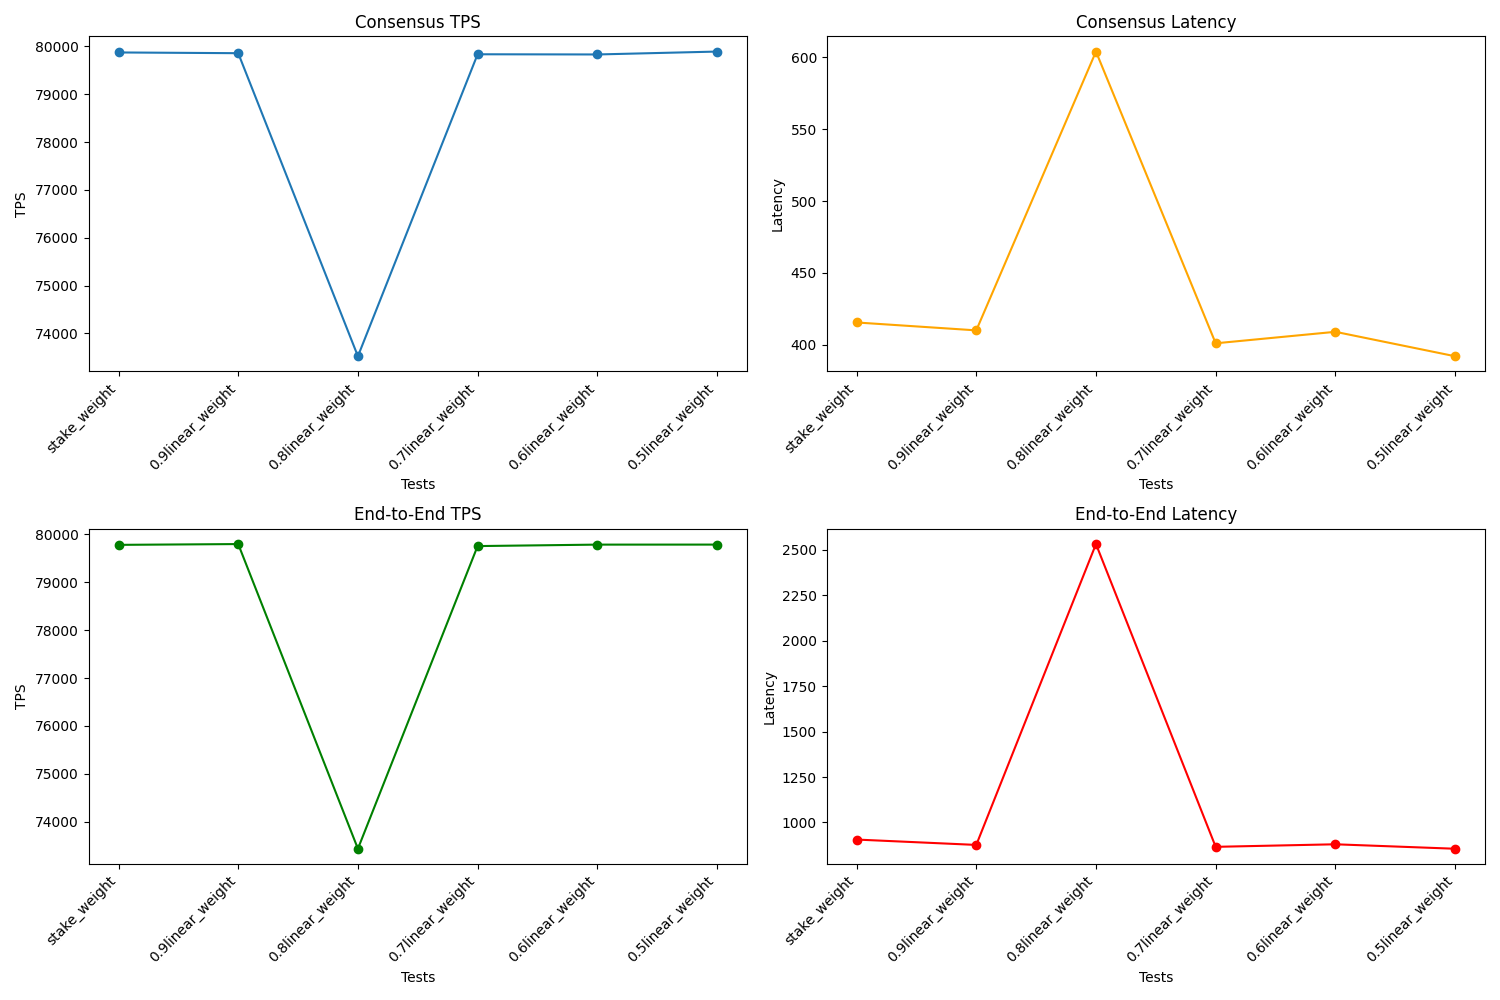 Consensus TPS
80000
79000
78000
77000
76000
75000
74000
TPS
stake_weight
0.9linear_weight
0.8linear_weight
0.7linear_weight
0.6linear_weight
0.5linear_weight
Tests
Consensus Latency
600
550
500
450
400
Latency
stake_weight
0.9linear_weight
0.8linear_weight
0.7linear_weight
0.6linear_weight
0.5linear_weight
Tests
End-to-End TPS
80000
79000
78000
77000
76000
75000
74000
TPS
stake_weight
0.9linear_weight
0.8linear_weight
0.7linear_weight
0.6linear_weight
0.5linear_weight
Tests
End-to-End Latency
2500
2250
2000
1750
1500
1250
1000
Latency
stake_weight
0.9linear_weight
0.8linear_weight
0.7linear_weight
0.6linear_weight
0.5linear_weight
Tests